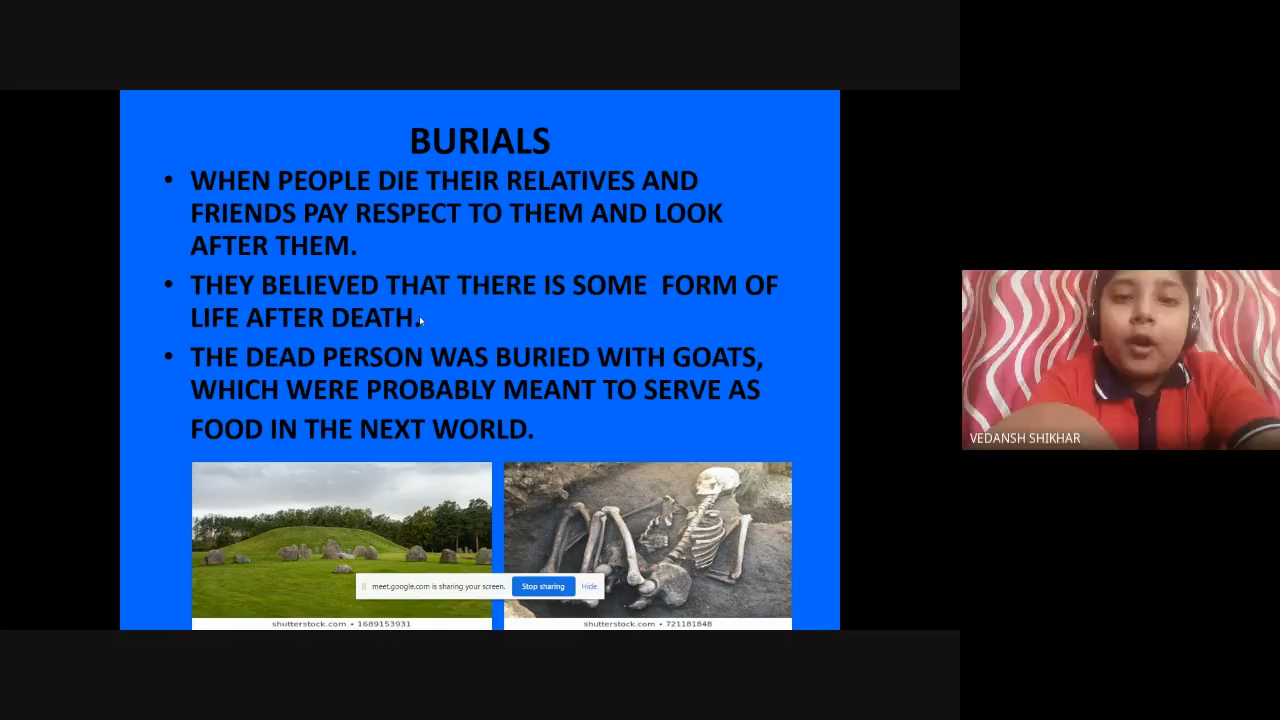 BURIALS
• WHEN PEOPLE DIE THEIR RELATIVES AND
FRIENDS PAY RESPECT TO THEM AND LOOK
AFTER THEM.
• THEY BELIEVED THAT THERE IS SOME  FORM OF
LIFE AFTER DEATH.
• THE DEAD PERSON WAS BURIED WITH GOATS,
WHICH WERE PROBABLY MEANT TO SERVE AS
FOOD IN THE NEXT WORLD.
meet.google.com is sharing your screen. Stop sharing Hide
shutterstock.com • 1689153931
shutterstock.com • 721181848
VEDANSH SHIKHAR